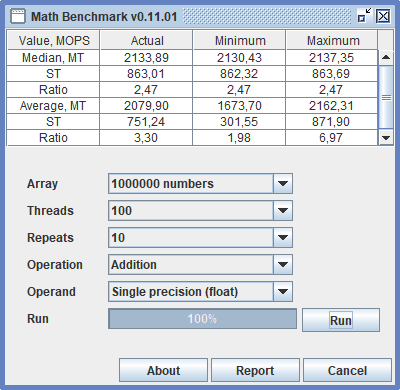 Math Benchmark v0.11.01
Value, MOPS Actual Minimum Maximum
Median, MT 2133,89 2130,43 2137,35
ST 863,01 862,32 863,69
Ratio 2,47 2,47 2,47
Average, MT 2079,90 1673,70 2162,31
ST 751,24 301,55 871,90
Ratio 3,30 1,98 6,97
Array 1000000 numbers
Threads 100
Repeats 10
Operation Addition
Operand Single precision (float)
Run 100% Run
About Report Cancel